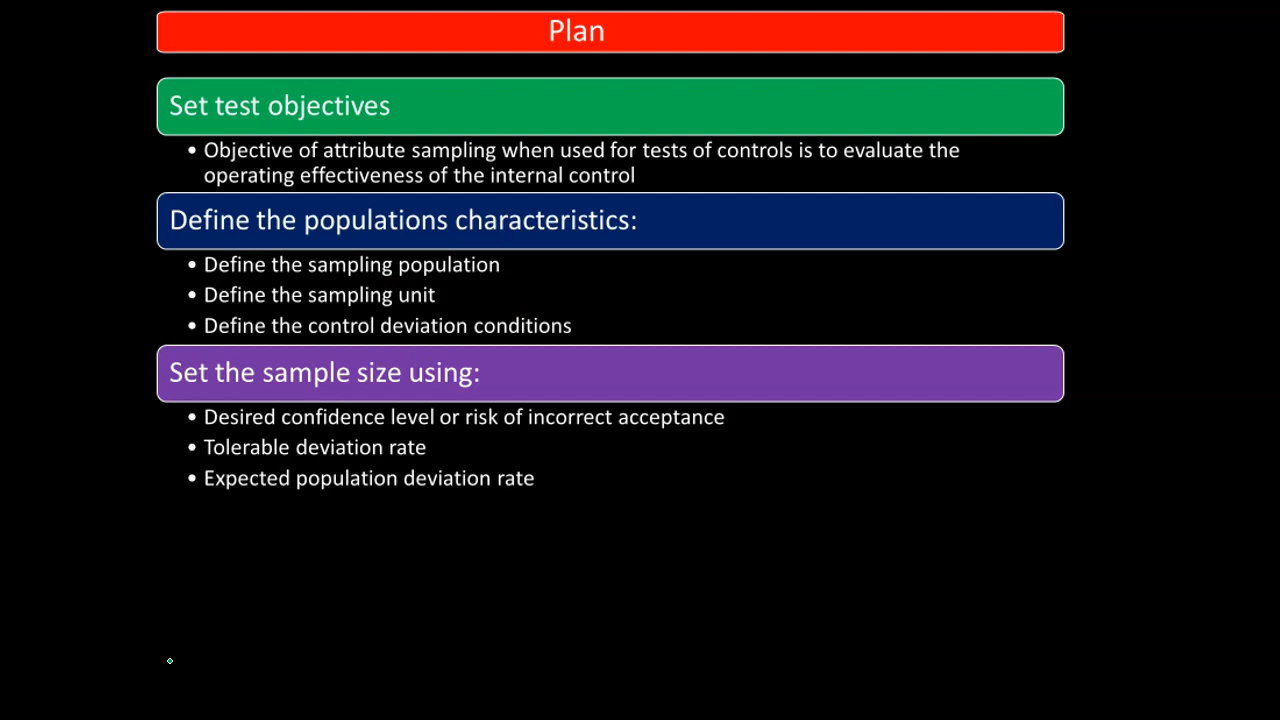 Plan
Set test objectives
• Objective of attribute sampling when used for tests of controls is to evaluate the
operating effectiveness of the internal control
Define the populations characteristics:
• Define the sampling population
• Define the sampling unit
• Define the control deviation conditions
Set the sample size using:
• Desired confidence level or risk of incorrect acceptance
• Tolerable deviation rate
• Expected population deviation rate